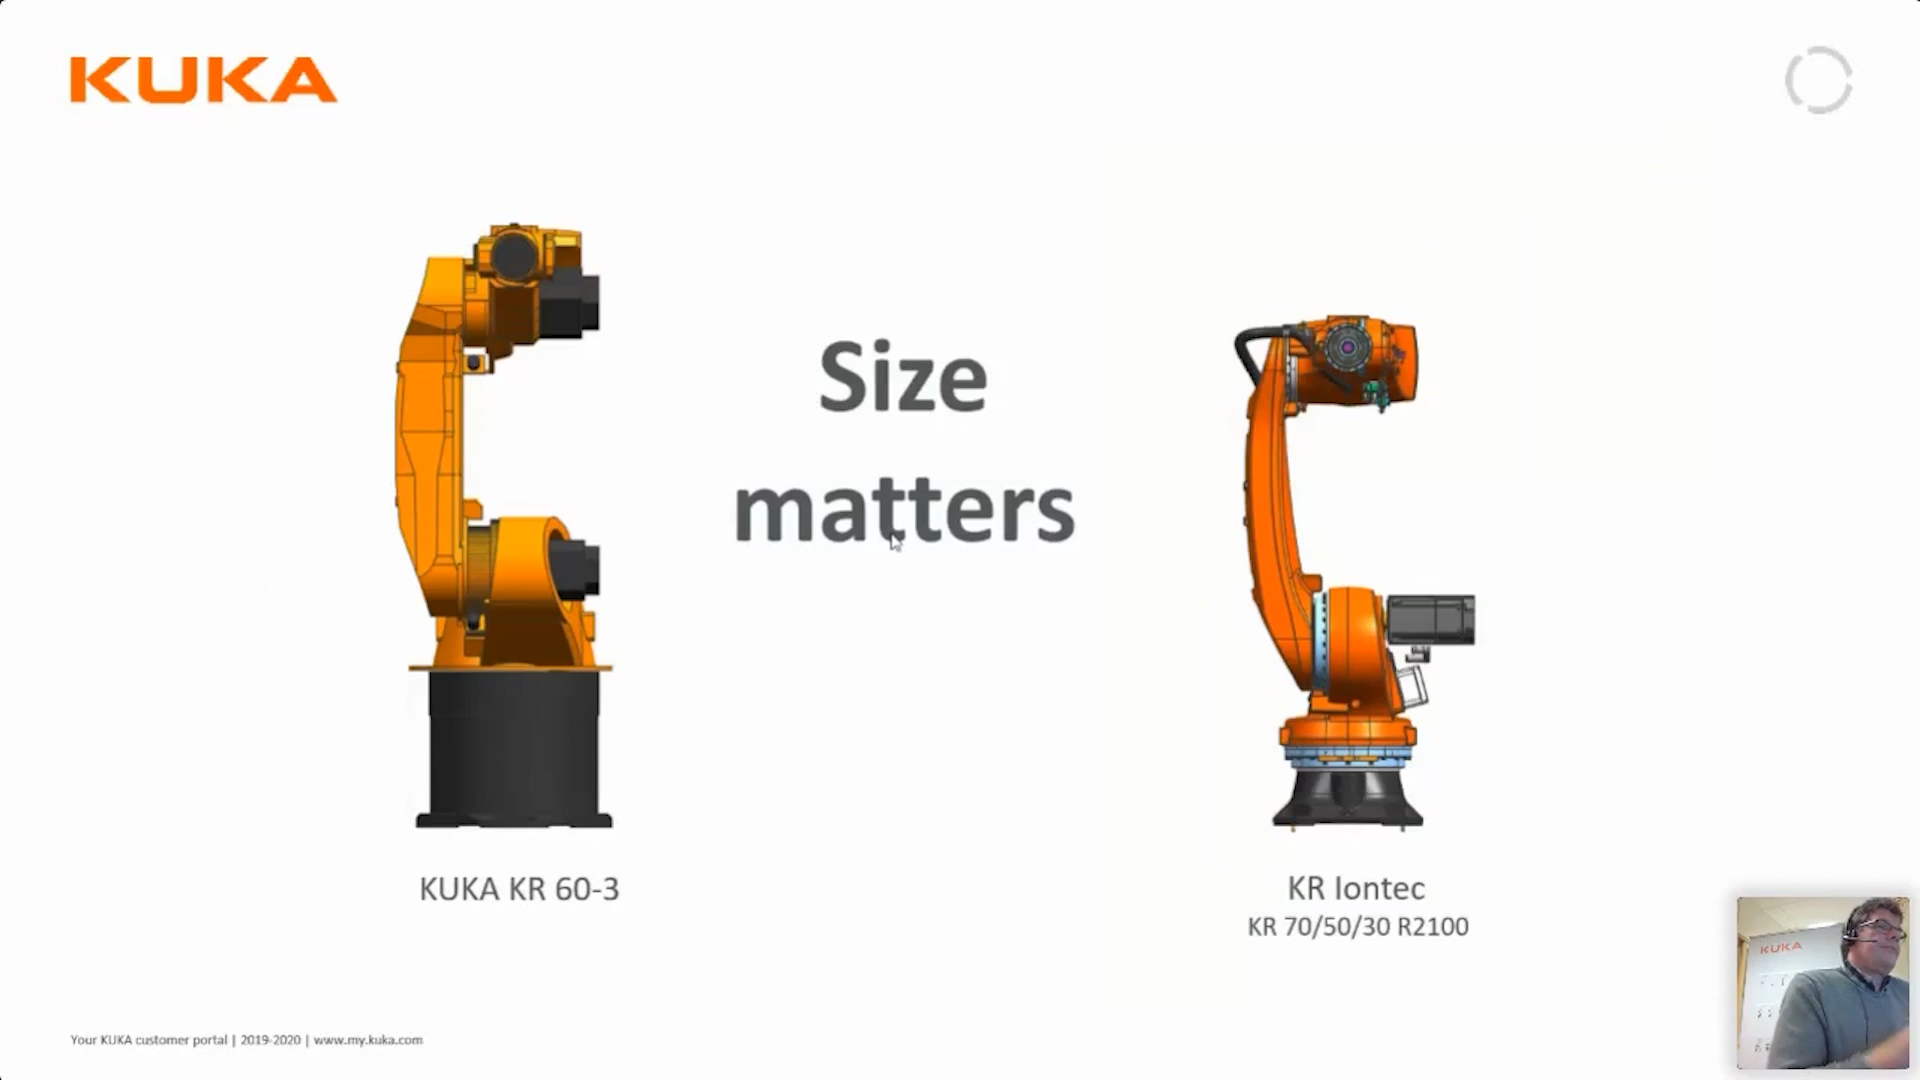 KUKA
Size
matters
KUKA KR 60-3
KR Iontec
KR 70/50/30 R2100
KUKA
Your KUKA customer portal | 2019-2020 | www.my.kuka.com